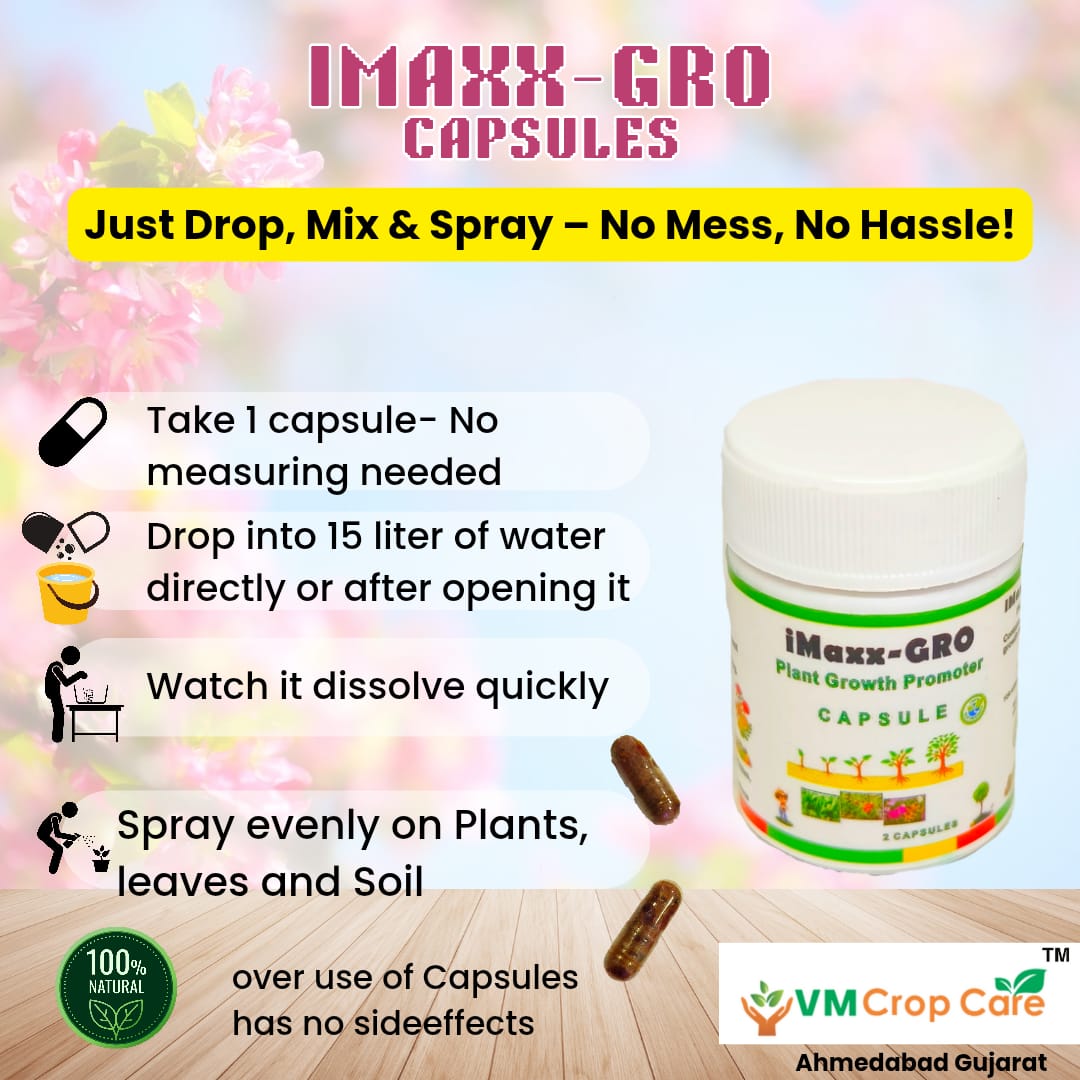 IMAXX-GRO
CAPSULES
Just Drop, Mix & Spray – No Mess, No Hassle!
Take 1 capsule- No
measuring needed
Drop into 15 liter of water
directly or after opening it
Watch it dissolve quickly
Spray evenly on Plants,
leaves and Soil
100%
NATURAL
over use of Capsules
has no sideeffects
iMaxx-GRO
Plant Growth Promoter
CAPSULE
2 CAPSULES
TM
VM Crop Care
Ahmedabad Gujarat